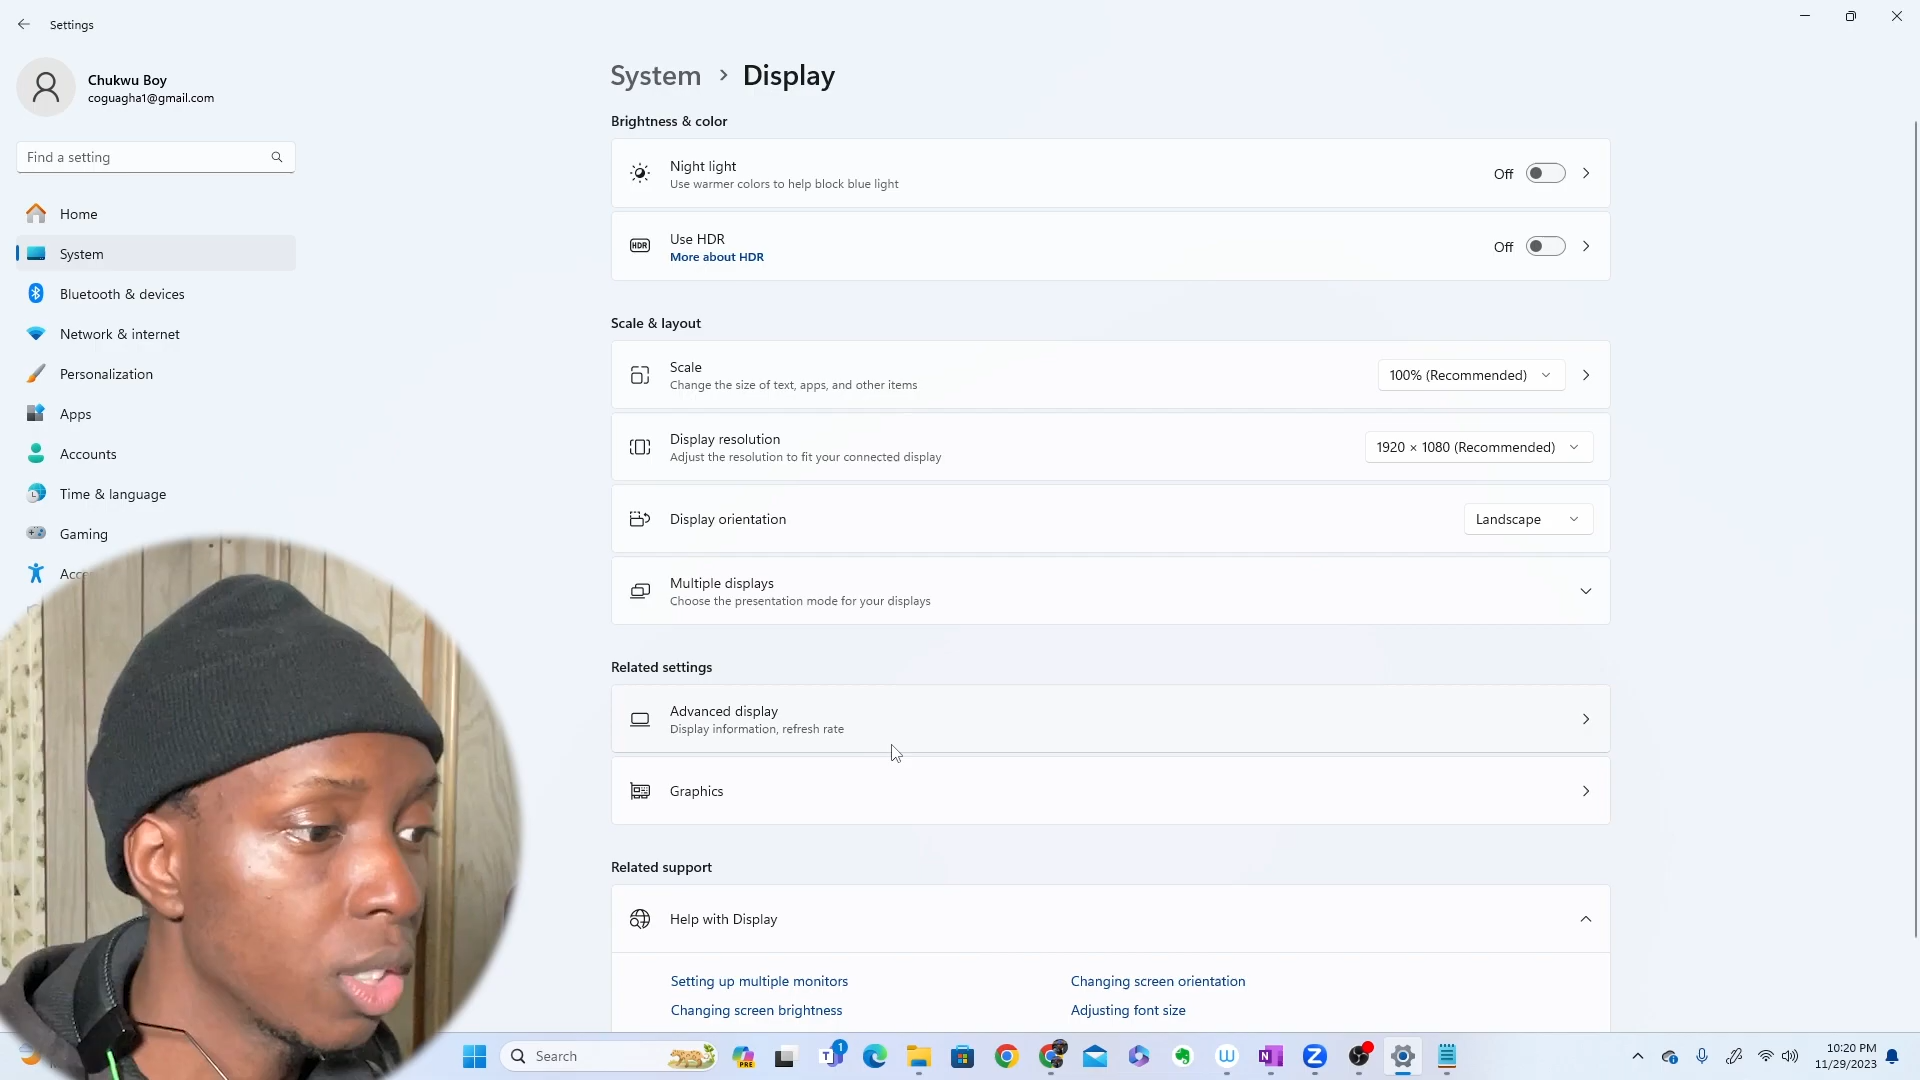 Settings
Chukwu Boy
coguagha1@gmail.com
Find a setting
Home
System
Bluetooth & devices
Network & internet
Personalization
Apps
Accounts
Time & language
Gaming
System > Display
Brightness & color
Night light
Use warmer colors to help block blue light
Off
HDR
Use HDR
More about HDR
Off
Scale & layout
Scale
Change the size of text, apps, and other items
100% (Recommended)
Display resolution
Adjust the resolution to fit your connected display
1920 × 1080 (Recommended)
Display orientation
Landscape
Multiple displays
Choose the presentation mode for your displays
Related settings
Advanced display
Display information, refresh rate
Graphics
Related support
Help with Display
Setting up multiple monitors
Changing screen orientation
Changing screen brightness
Adjusting font size
Search
PRE
1
10:20 PM
11/29/2023